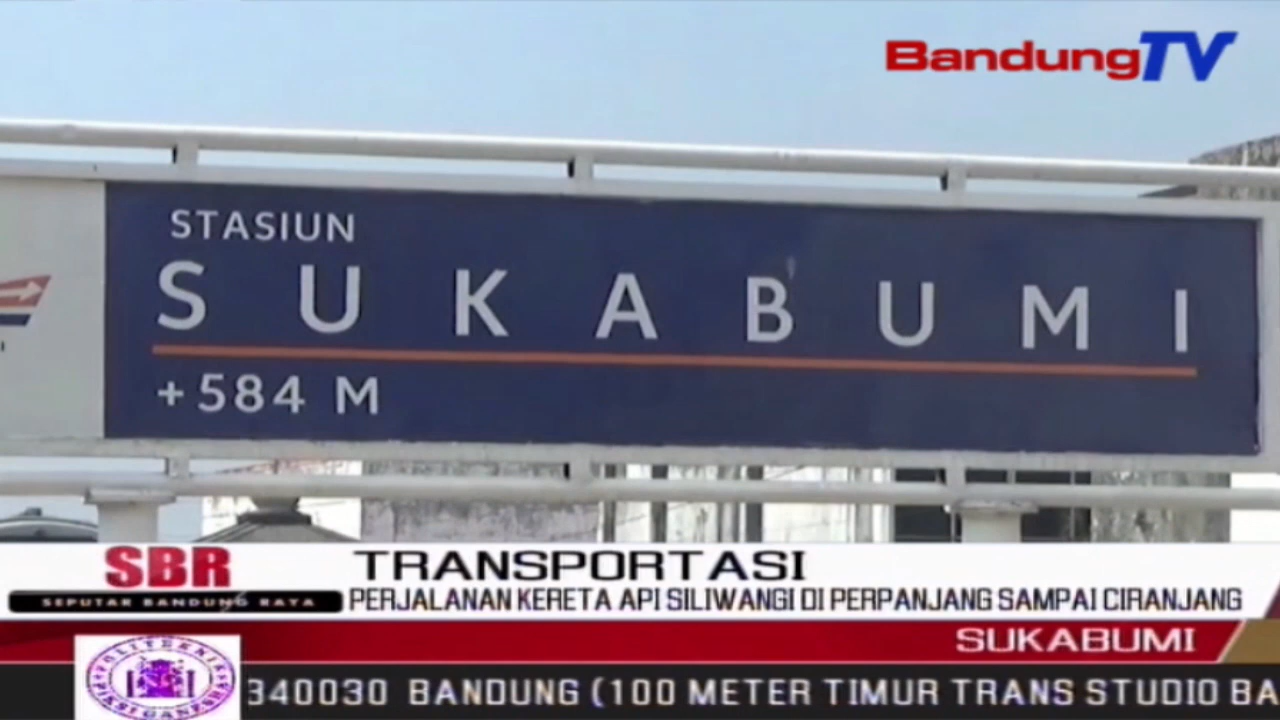 BandungTV
STASIUN
SUKABUMI
+584 M
SBR
SEPUTAR BANDUNG RAYA
TRANSPORTASI
PERJALANAN KERETA API SILIWANGI DI PERPANJANG SAMPAI CIRANJANG
SUKABUMI
340030 BANDUNG (100 METER TIMUR TRANS STUDIO BA